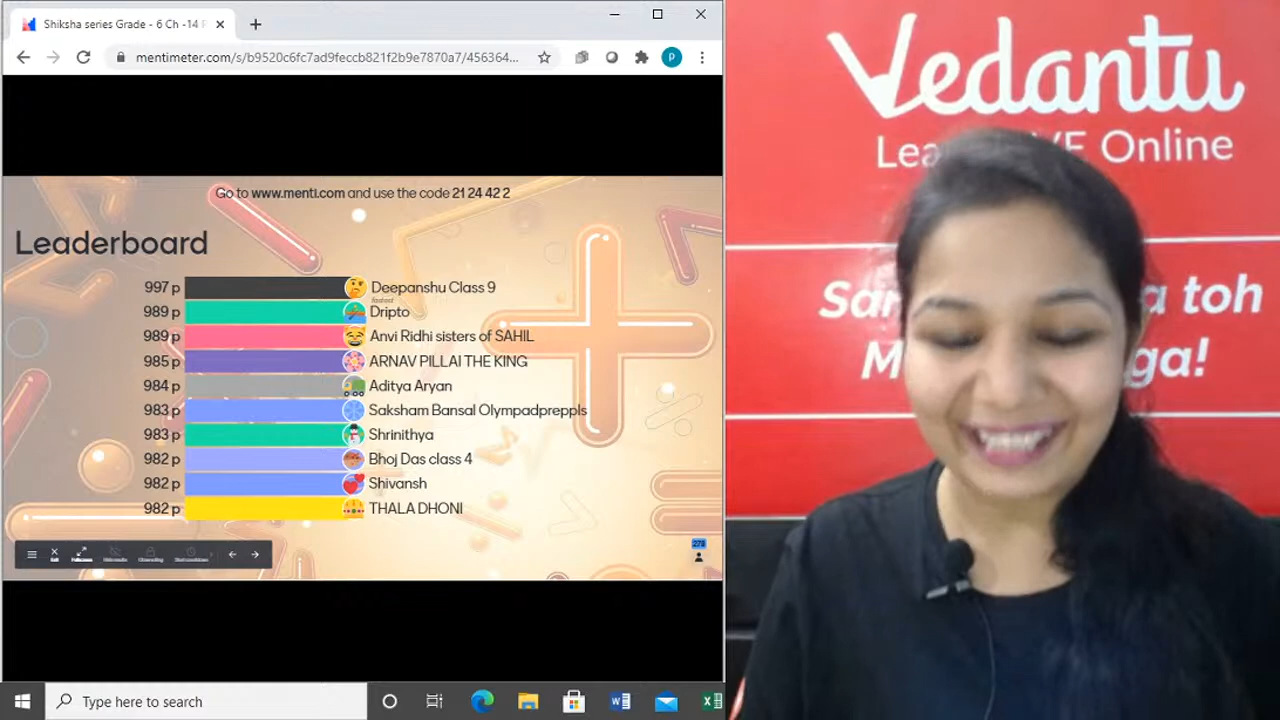 Shiksha series Grade - 6 Ch -14 P
mentimeter.com/s/b9520c6fc7ad9feccb821f2b9e7870a7/456364...
P
Go to www.menti.com and use the code 21 24 42 2
Leaderboard
997 p Deepanshu Class 9
fastest
989 p Dripto
989 p Anvi Ridhi sisters of SAHIL
985 p ARNAV PILLAI THE KING
984 p Aditya Aryan
983 p Saksham Bansal Olympadpreppls
983 p Shrinithya
982 p Bhoj Das class 4
982 p Shivansh
982 p THALA DHONI
Type here to search
Vedantu
Online
a toh
ga!